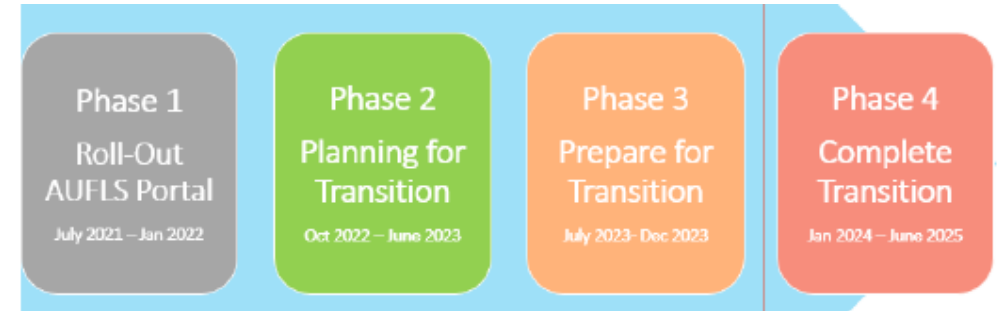 Phase 1
Roll-Out
AUFLS Portal
July 2021 – Jan 2022
Phase 2
Planning for
Transition
Oct 2022 – June 2023
Phase 3
Prepare for
Transition
July 2023- Dec 2023
Phase 4
Complete
Transition
Jan 2024 – June 2025